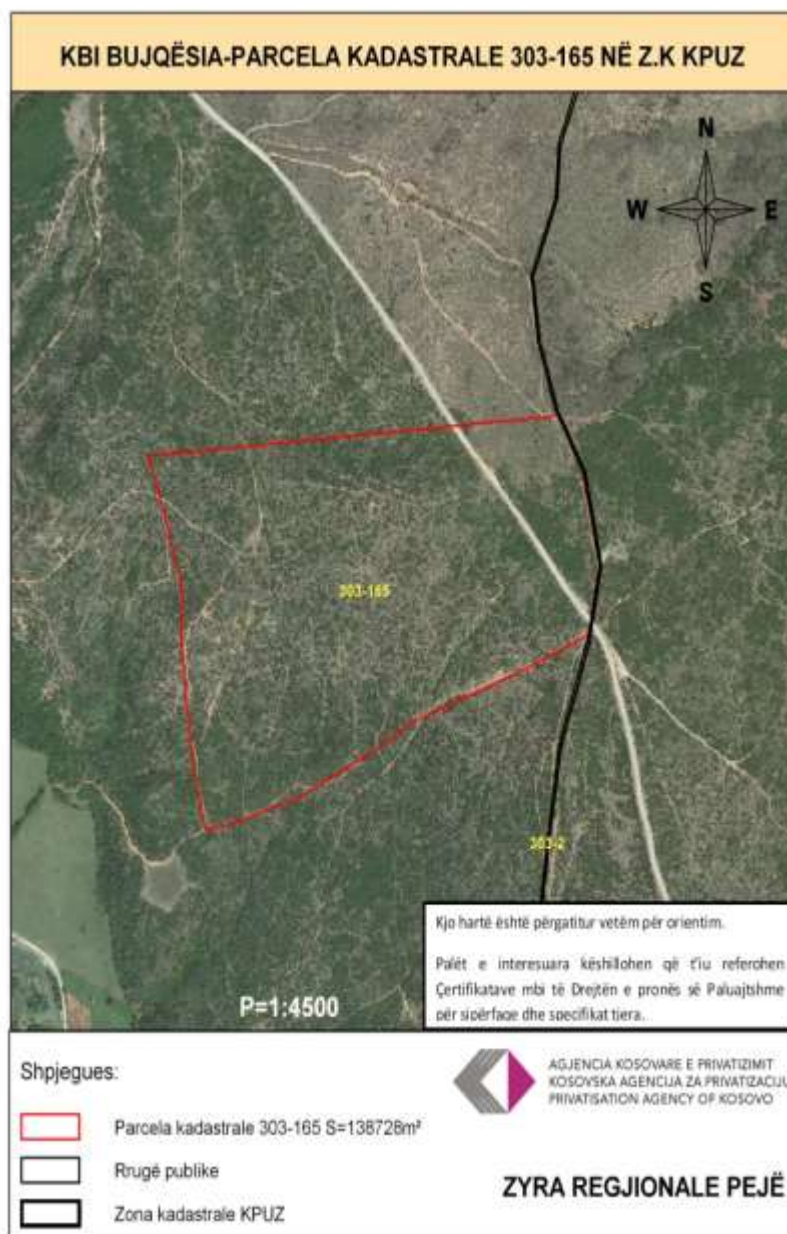 KBI BUJQËSIA-PARCELA KADASTRALE 303-165 NË Z.K KPUZ
N
W E
S
303-165
303-2
Kjo hartë është përgatitur vetëm për orientim.
Palët e interesuara këshillohen që t'iu referohen
Çertifikatave mbi të Drejtën e pronës së Paluajtshme
për sipërfaqe dhe specifikat tjera.
P=1:4500
Shpjegues:
AGJENCIA KOSOVARE E PRIVATIZIMIT
KOSOVSKA AGENCIJA ZA PRIVATIZACIJU
PRIVATISATION AGENCY OF KOSOVO
Parcela kadastrale 303-165 S=138728m²
Rrugë publike
Zona kadastrale KPUZ
ZYRA REGJIONALE PEJË